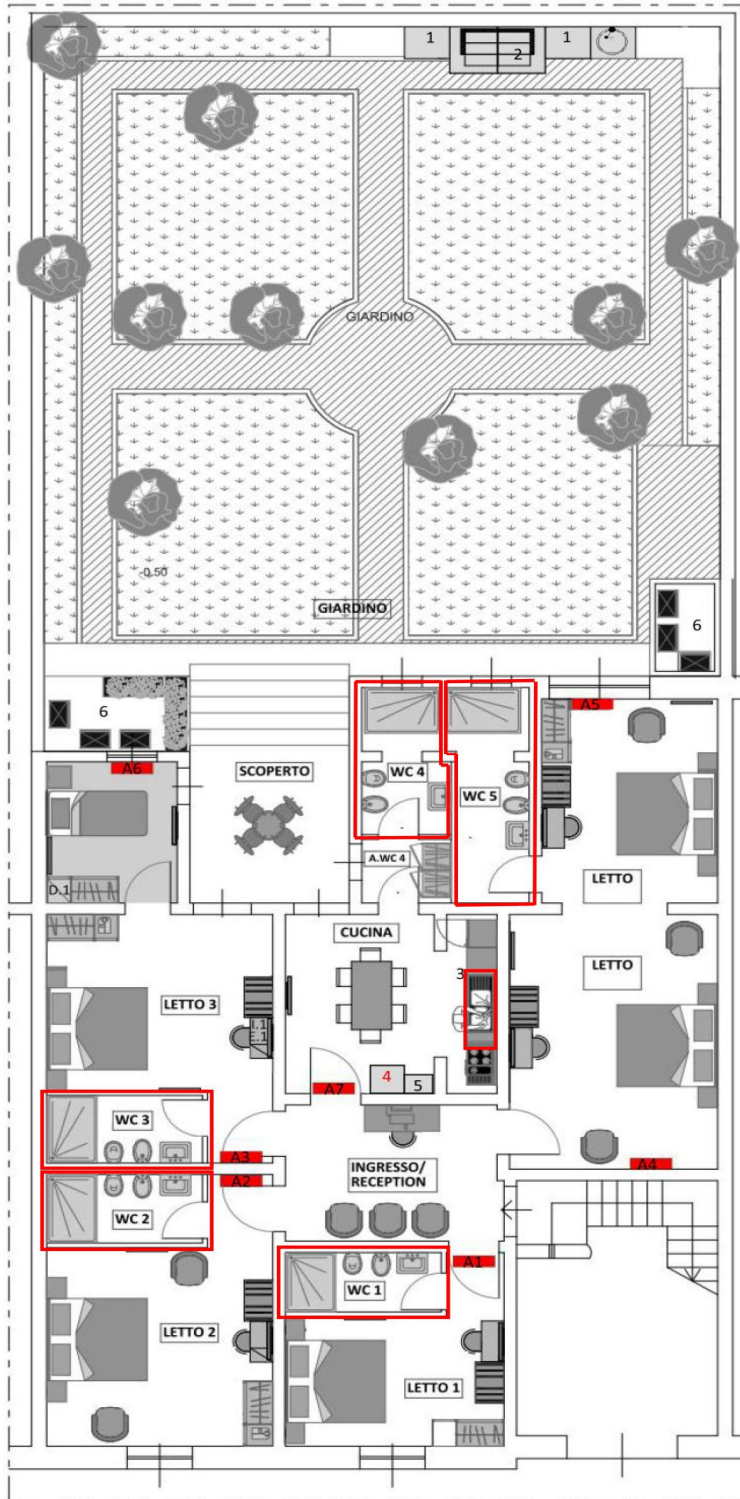 1
2
1
GIARDINO
-0.50
GIARDINO
6
6
A5
A6
SCOPERTO
WC 4
WC 5
A.WC 4
D.1
LETTO
CUCINA
LETTO
3
LETTO 3
E.1
4
5
A7
WC 3
A3
A2
A4
INGRESSO/
RECEPTION
WC 2
A1
WC 1
LETTO 2
LETTO 1